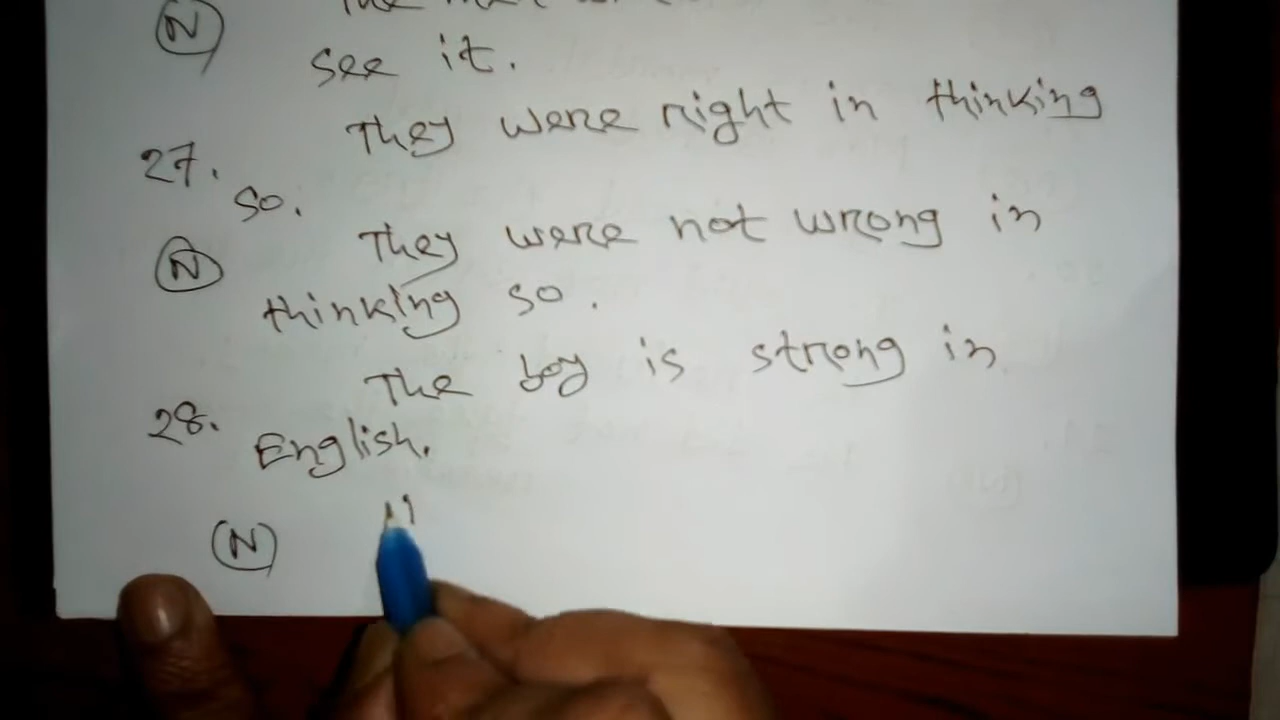 (N)
see it.
27. They were right in thinking
so.
(N) They were not wrong in
thinking so.
28. The boy is strong in
English.
(N)